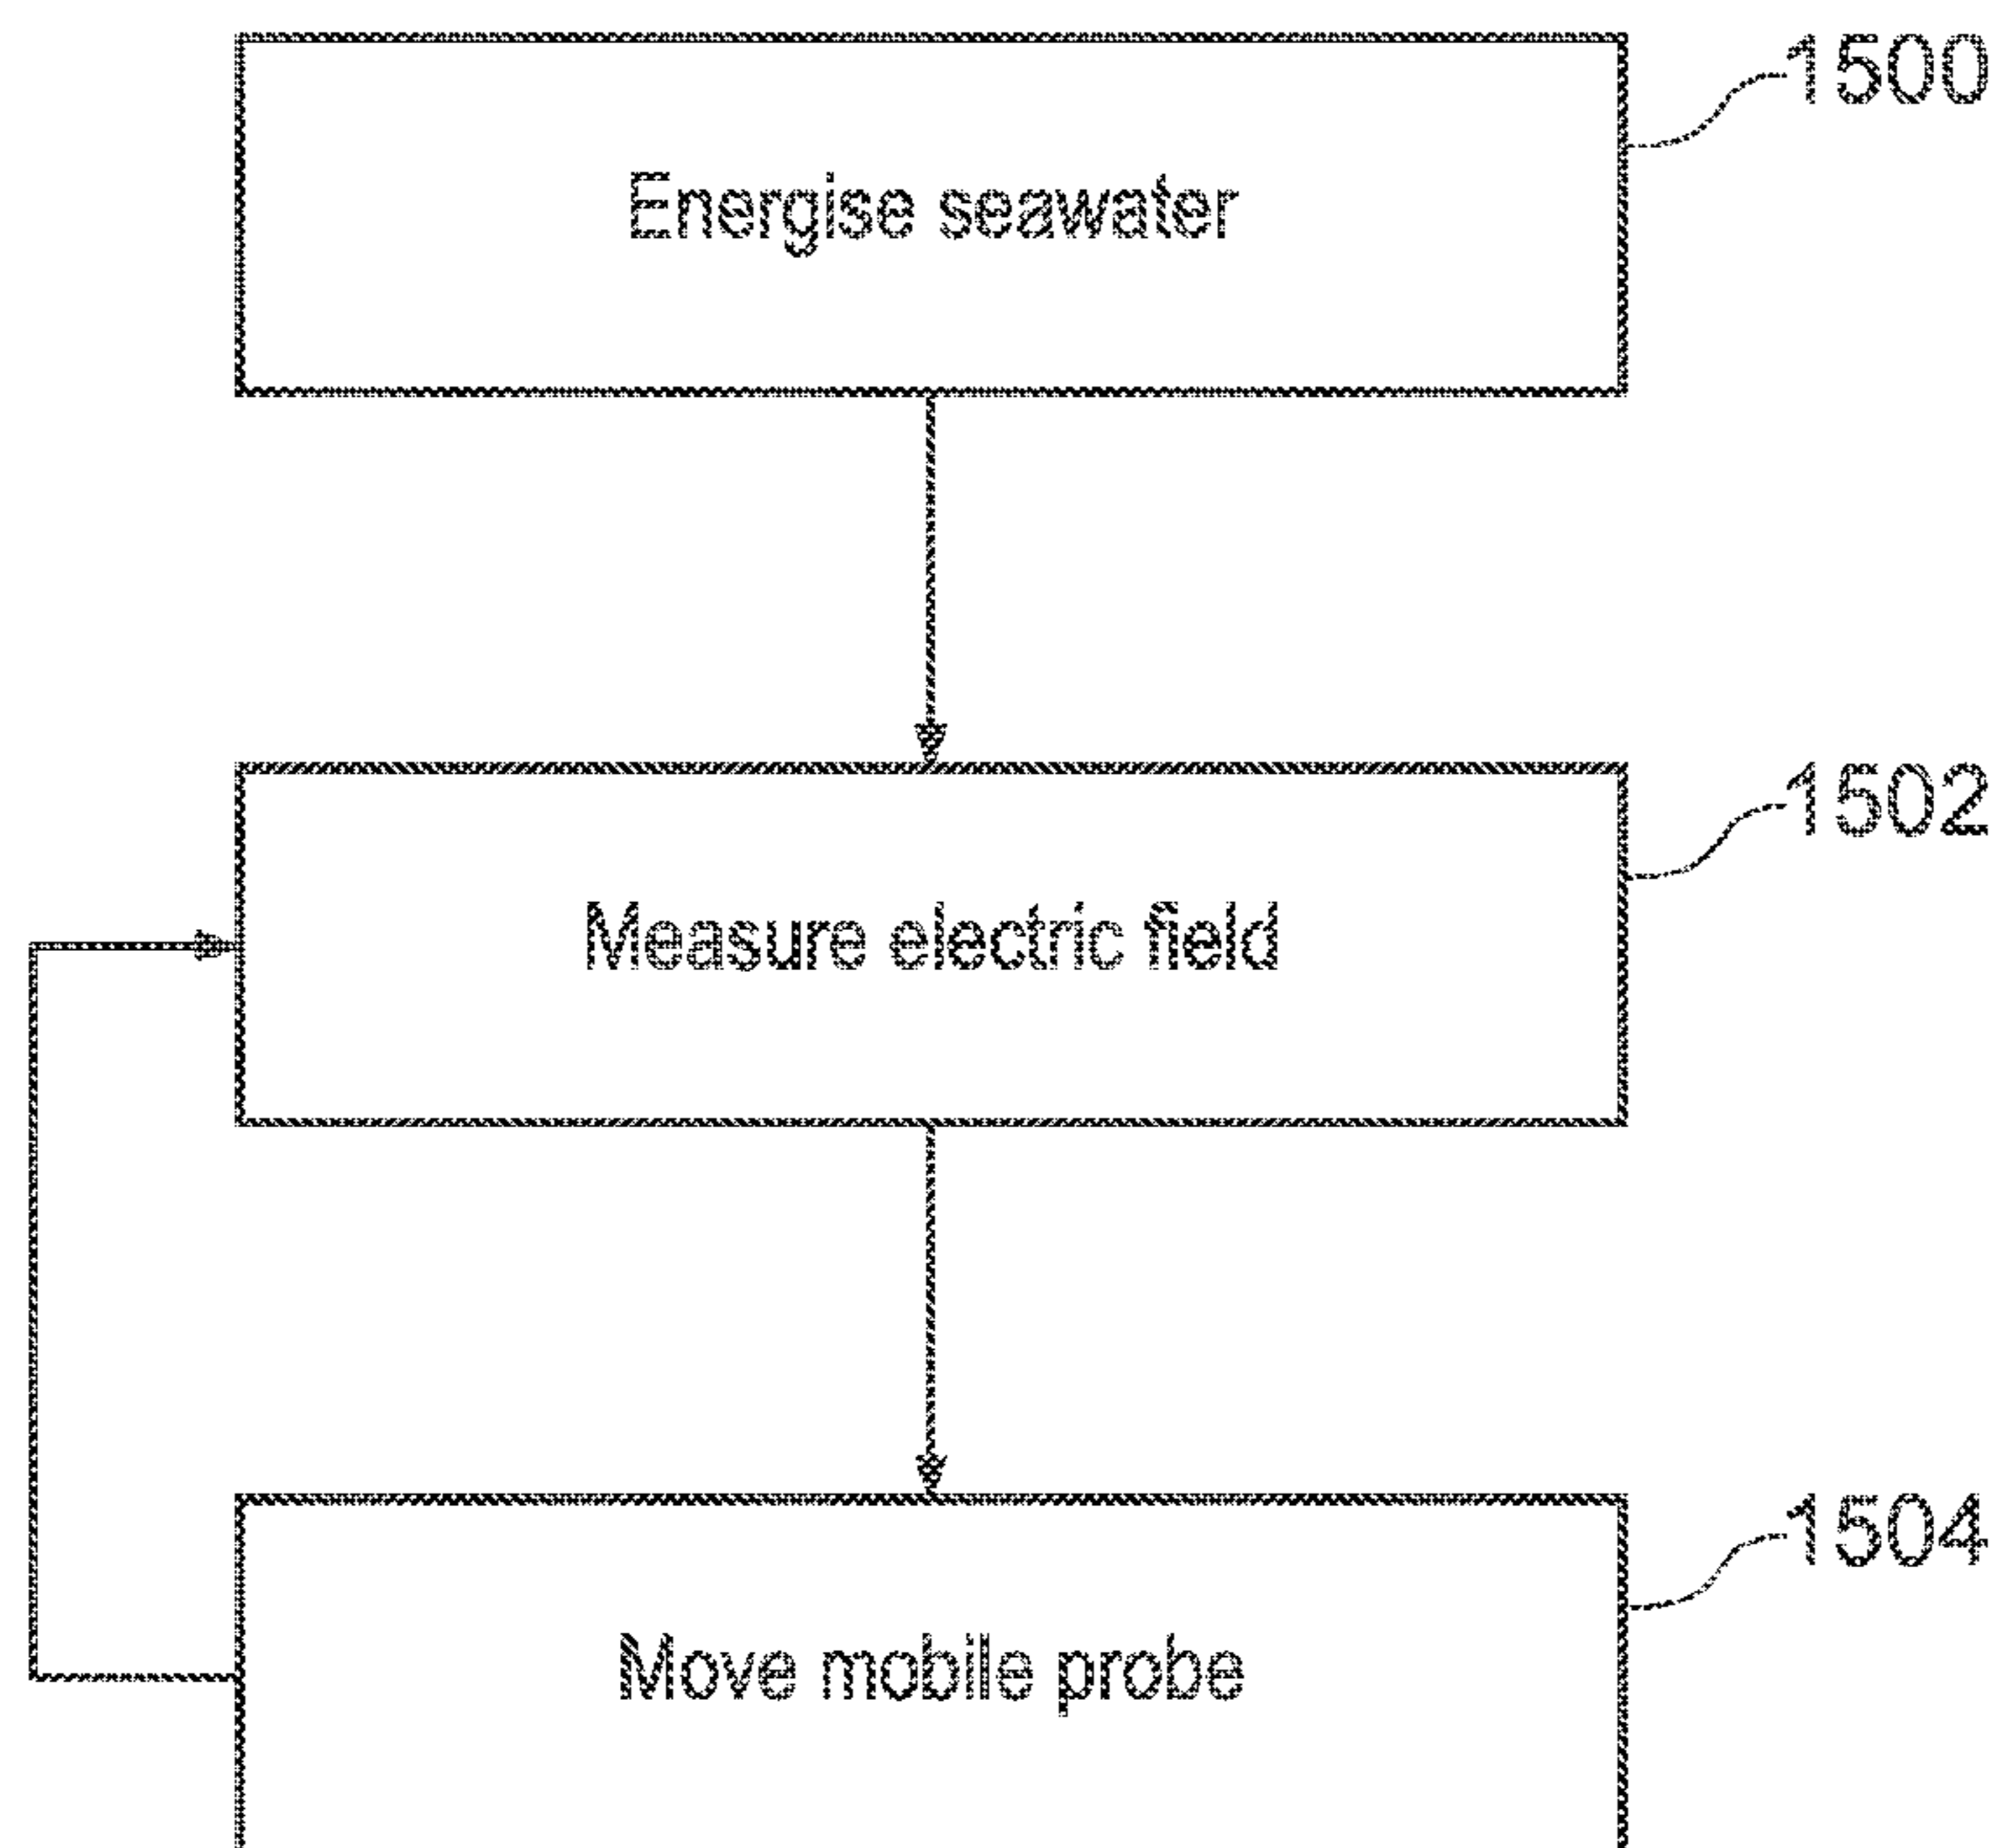 1500
Energise seawater
1502
Measure electric field
1504
Move mobile probe